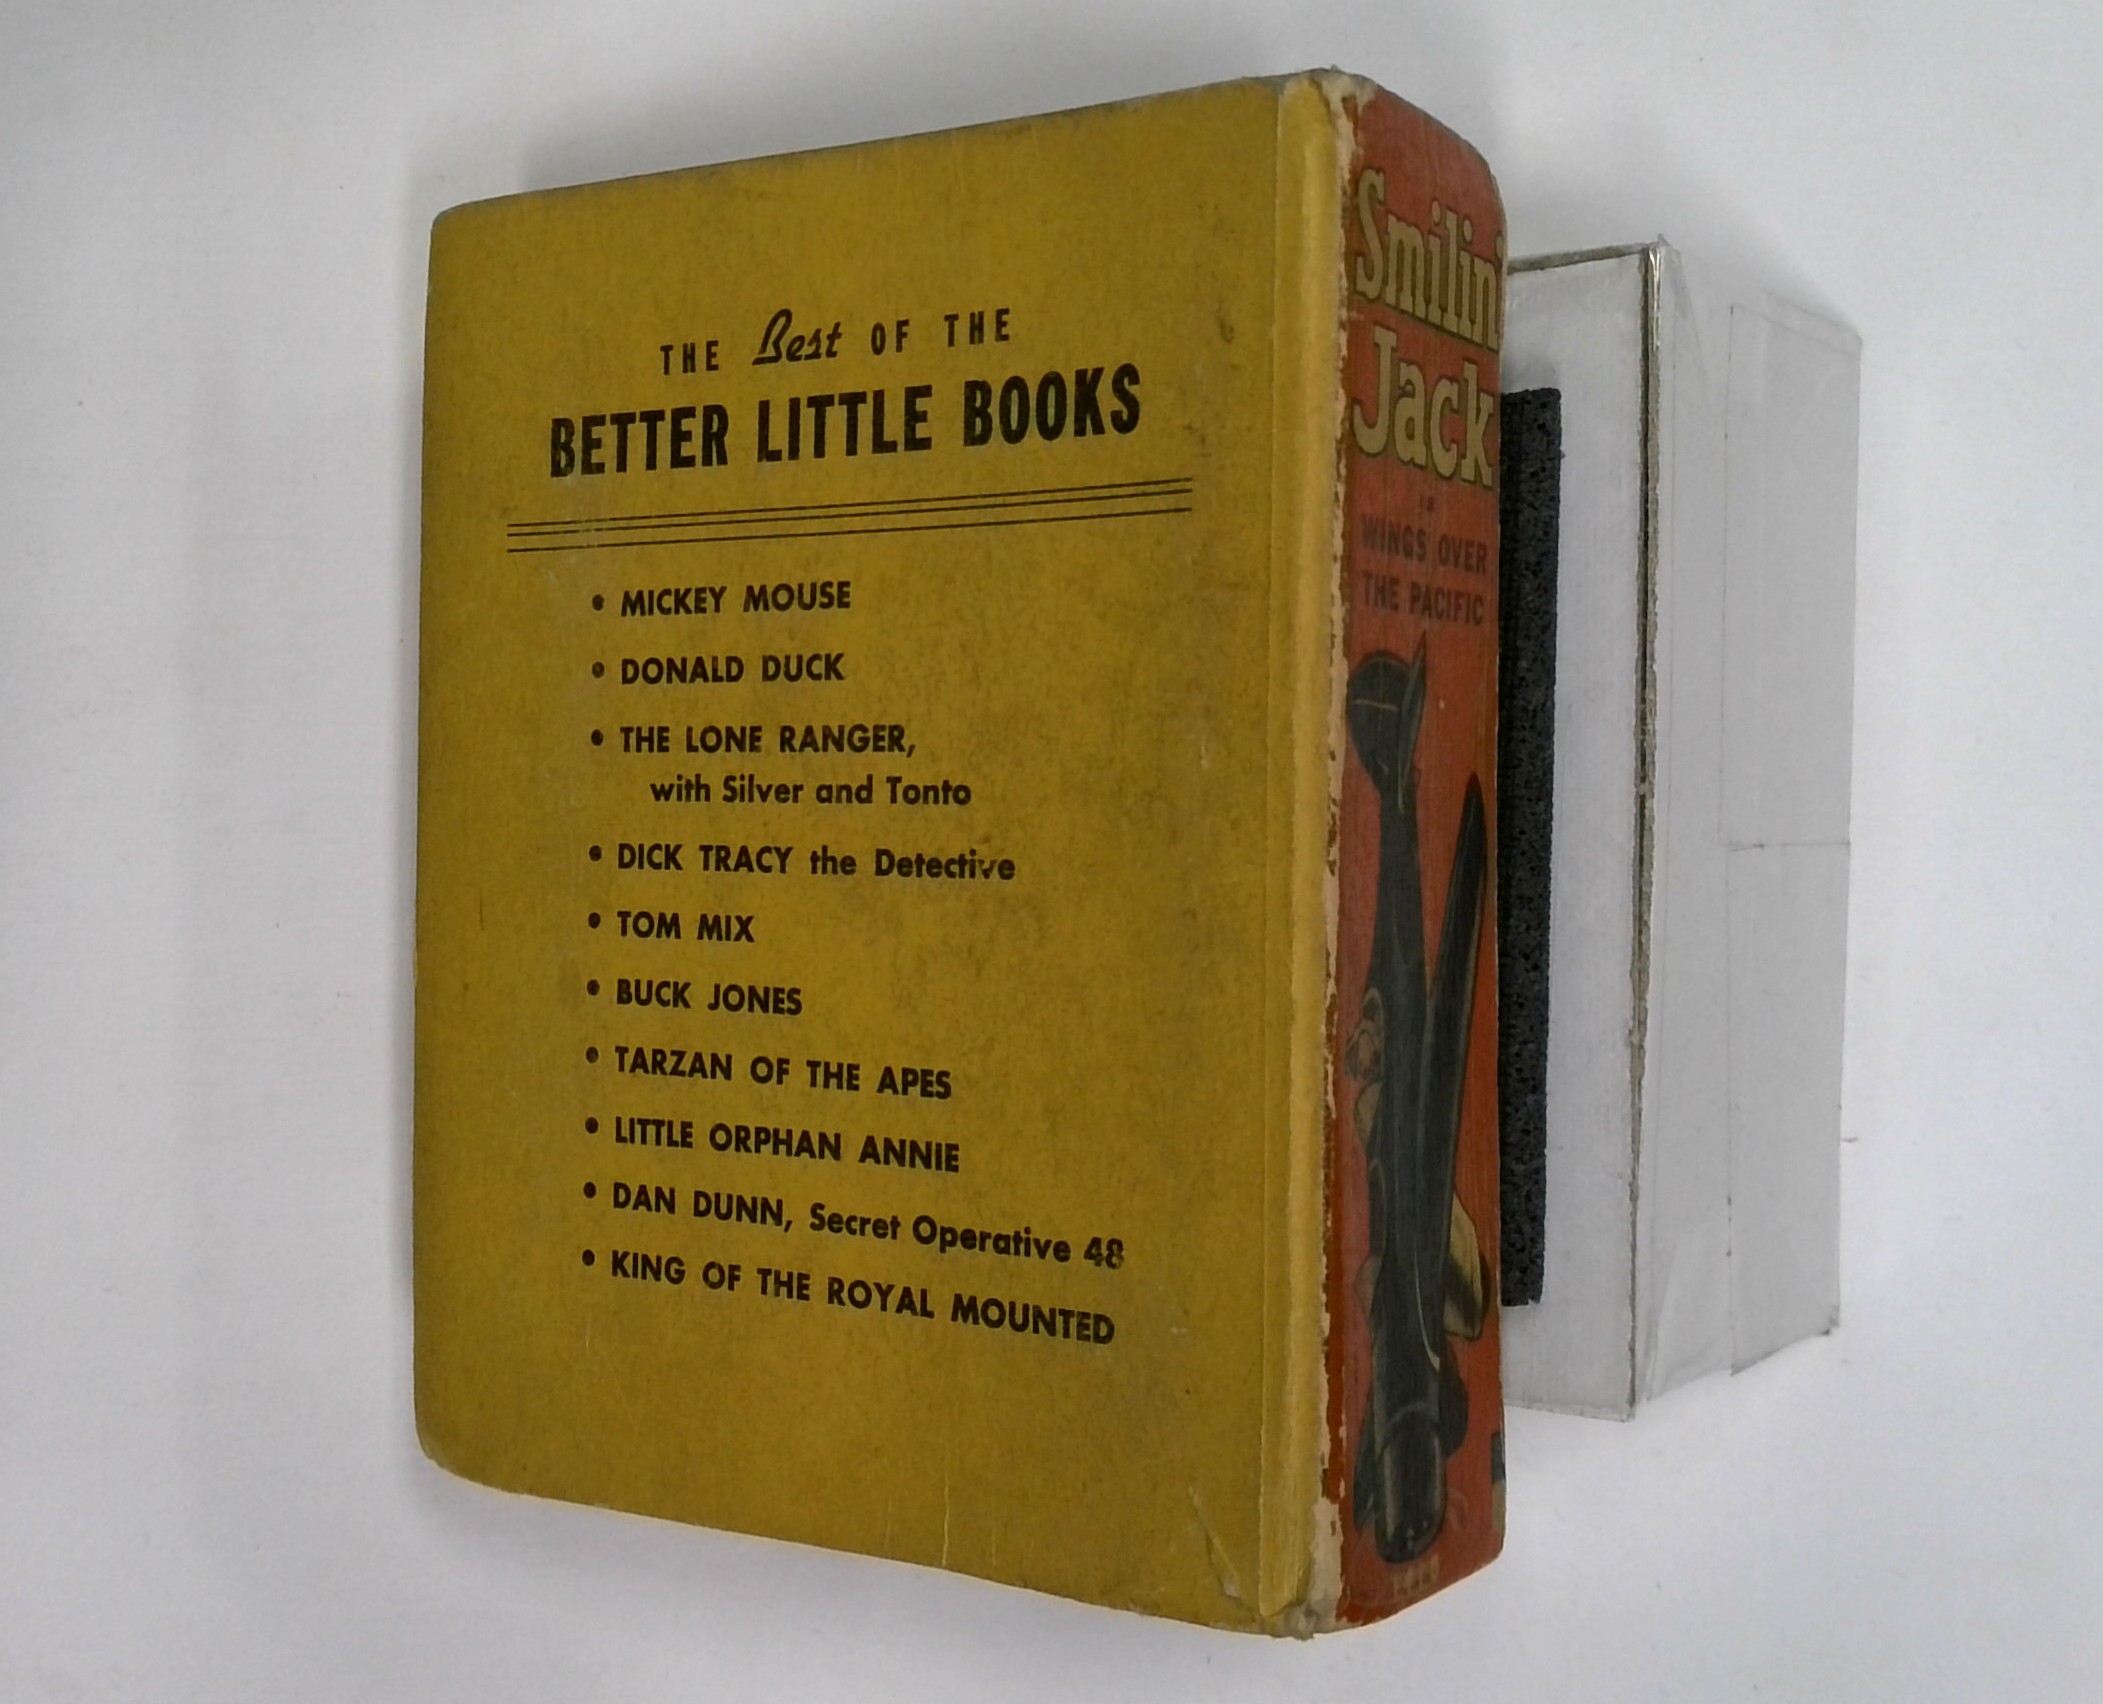 THE Best OF THE
BETTER LITTLE BOOKS
• MICKEY MOUSE
• DONALD DUCK
• THE LONE RANGER,
with Silver and Tonto
• DICK TRACY the Detective
• TOM MIX
• BUCK JONES
• TARZAN OF THE APES
• LITTLE ORPHAN ANNIE
• DAN DUNN, Secret Operative 48
• KING OF THE ROYAL MOUNTED
Smilin'
Jack
WINGS OVER
THE PACIFIC